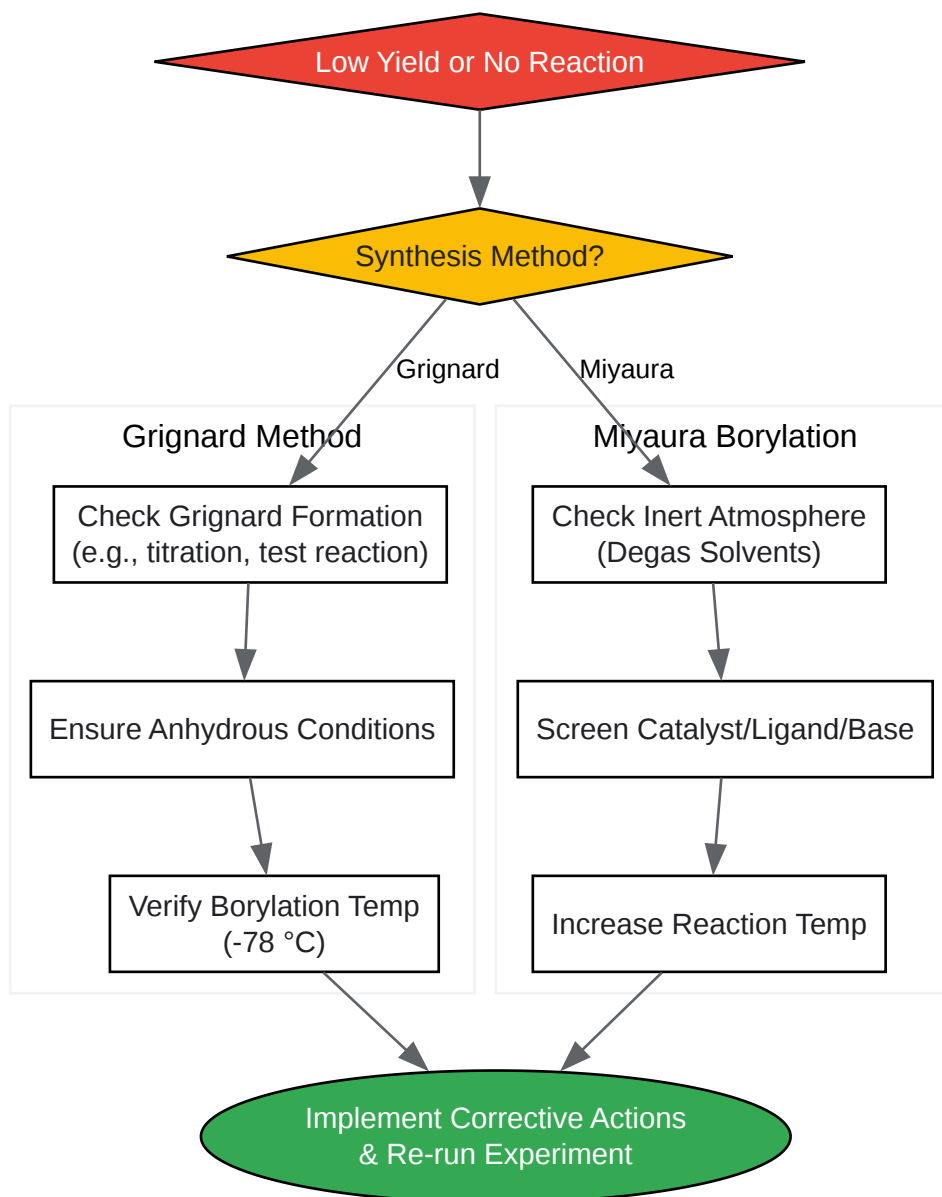 Low Yield or No Reaction
Synthesis Method?
Grignard
Miyaura
Grignard Method
Check Grignard Formation
(e.g., titration, test reaction)
Ensure Anhydrous Conditions
Verify Borylation Temp
(-78 °C)
Miyaura Borylation
Check Inert Atmosphere
(Degas Solvents)
Screen Catalyst/Ligand/Base
Increase Reaction Temp
Implement Corrective Actions
& Re-run Experiment